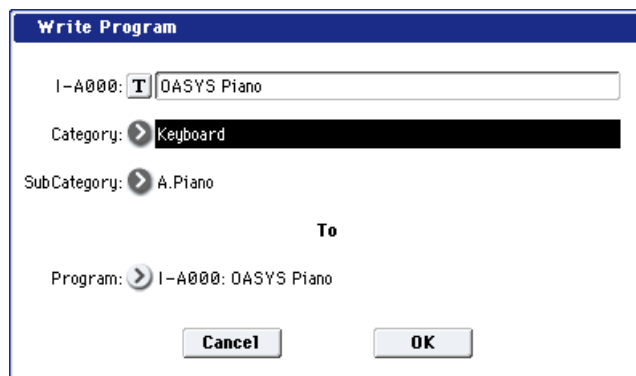 Write Program
I-A000: T OASYS Piano
Category: Keyboard
SubCategory: A.Piano
To
Program: I-A000: OASYS Piano
Cancel OK